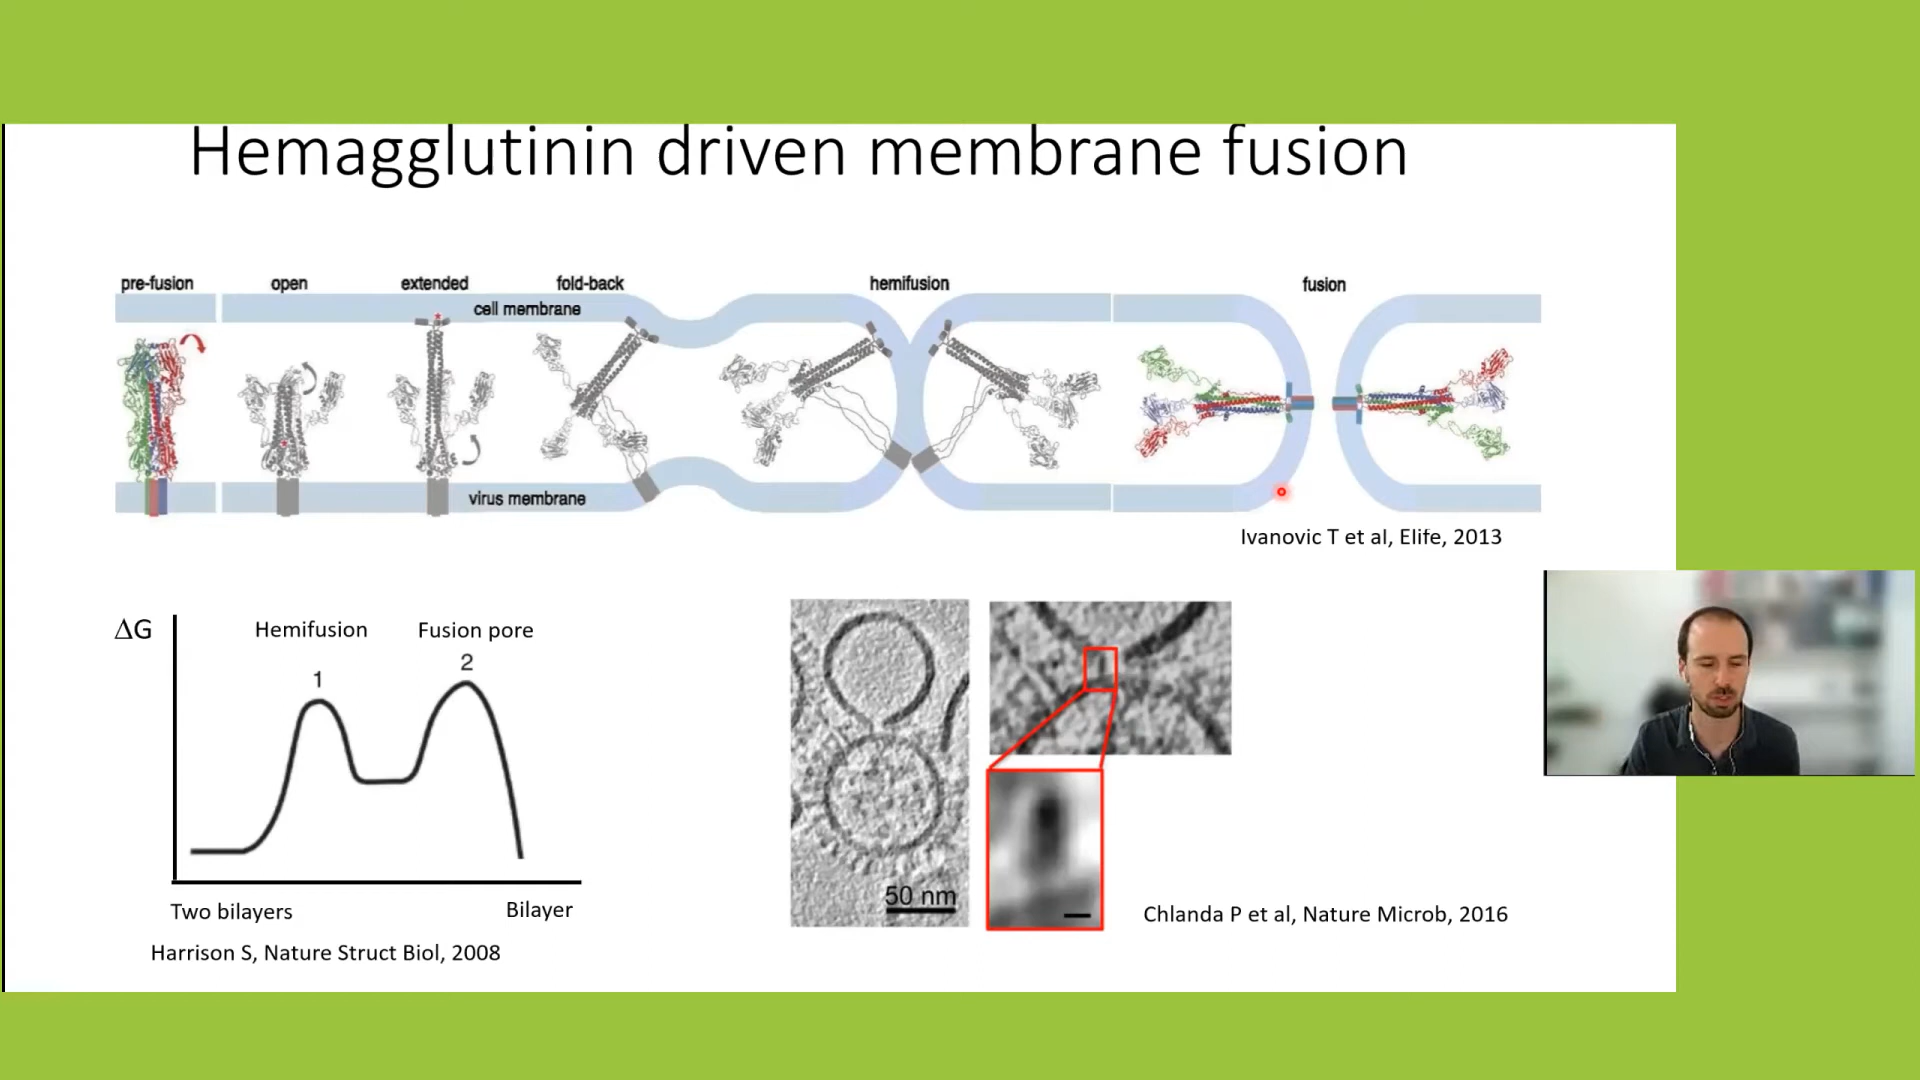 Hemagglutinin driven membrane fusion
pre-fusion
open
extended
fold-back
hemifusion
fusion
cell membrane
virus membrane
Ivanovic T et al, Elife, 2013
ΔG
Hemifusion
Fusion pore
1
2
Two bilayers
Bilayer
Harrison S, Nature Struct Biol, 2008
50 nm
Chlanda P et al, Nature Microb, 2016